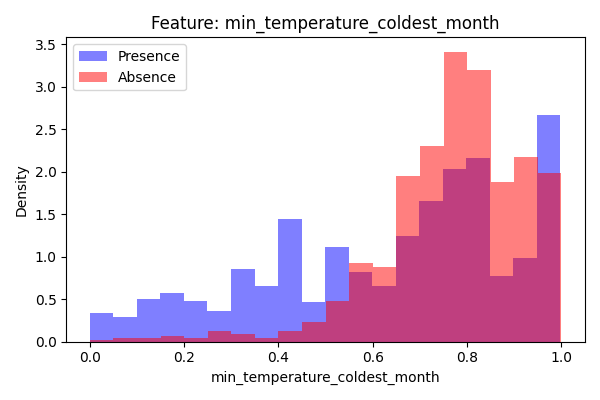 Feature: min_temperature_coldest_month
Presence
Absence
Density
3.5
3.0
2.5
2.0
1.5
1.0
0.5
0.0
0.0 0.2 0.4 0.6 0.8 1.0
min_temperature_coldest_month